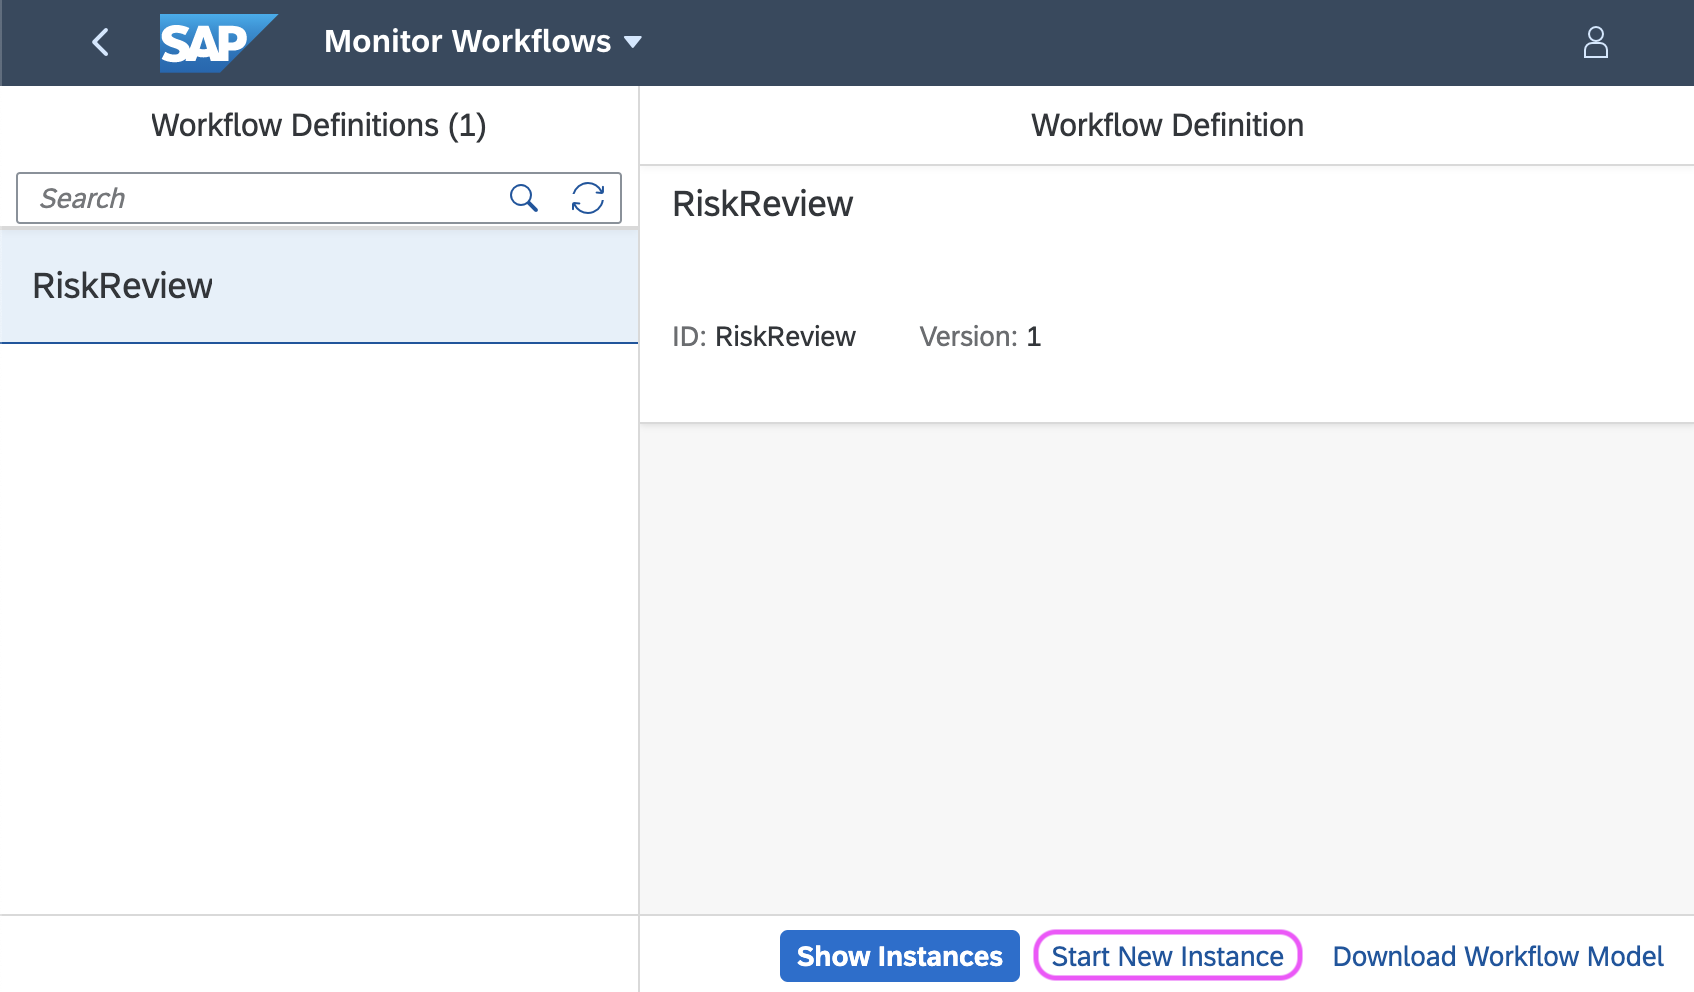 SAP
Monitor Workflows
Workflow Definitions (1)
Search
RiskReview
Workflow Definition
RiskReview
ID: RiskReview Version: 1
Show Instances Start New Instance Download Workflow Model